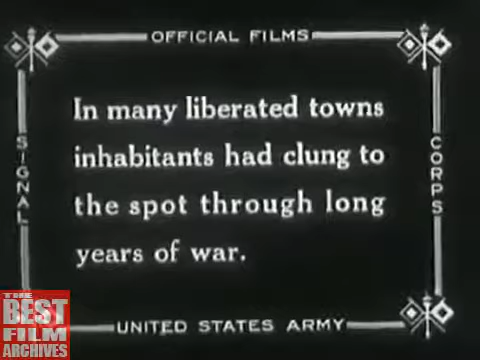 OFFICIAL FILMS
In many liberated towns
inhabitants had clung to
the spot through long
years of war.
SIGNAL
CORPS
UNITED STATES ARMY
THE
BEST
FILM
ARCHIVES